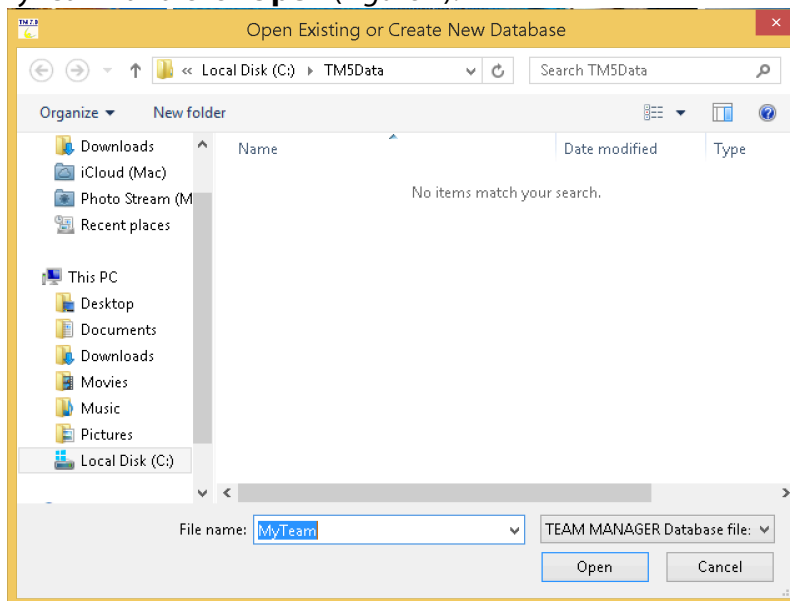 Open Existing or Create New Database
« Local Disk (C:) ▸ TM5Data
Search TM5Data
Organize
New folder
Name
Date modified
Type
Downloads
iCloud (Mac)
Photo Stream (M
Recent places
No items match your search.
This PC
Desktop
Documents
Downloads
Movies
Music
Pictures
Local Disk (C:)
File name: MyTeam
TEAM MANAGER Database file:
Open
Cancel